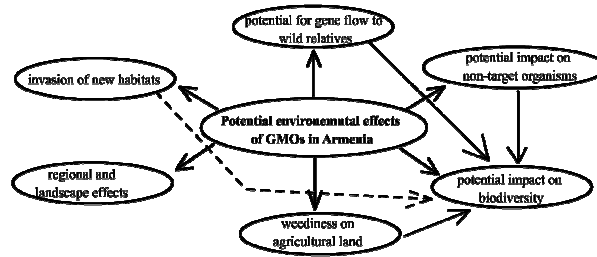 potential for gene flow to
wild relatives
invasion of new habitats
potential impact on
non-target organisms
Potential environemntal effects
of GMOs in Armenia
regional and
landscape effects
potential impact on
biodiversity
weediness on
agricultural land